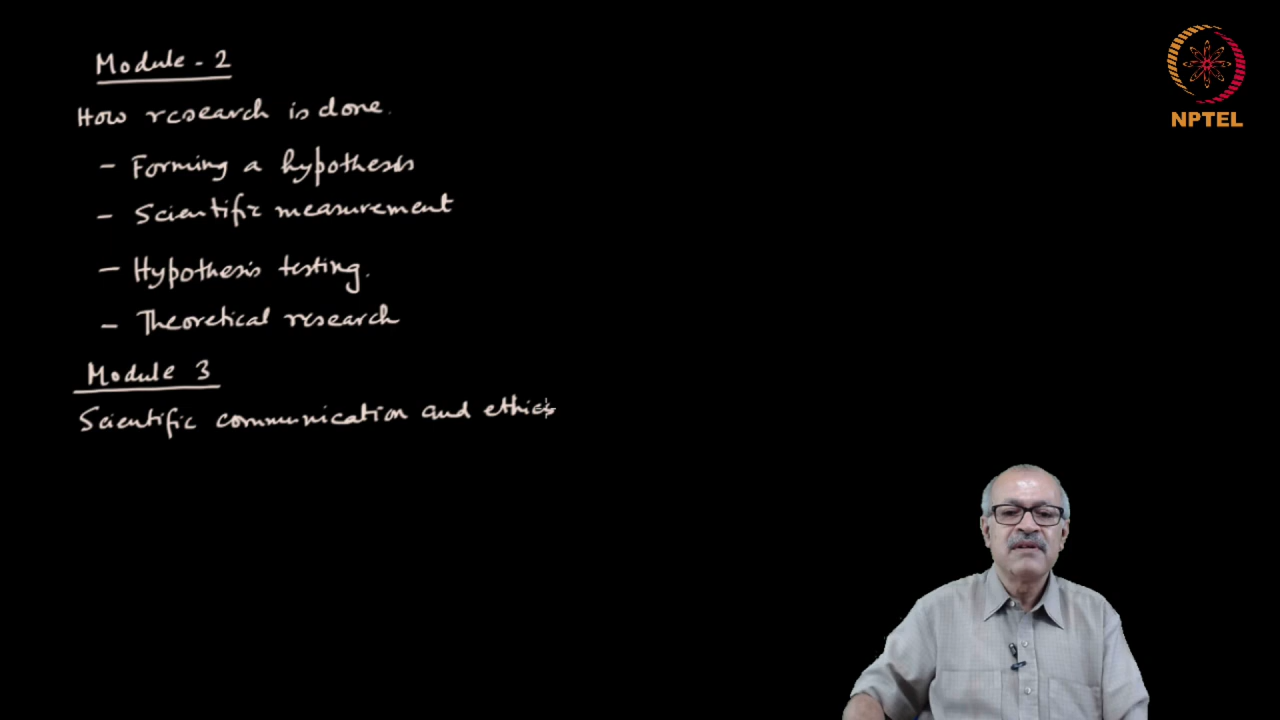 Module - 2
NPTEL
How research is done.
- Forming a hypothesis
- Scientific measurement
- Hypothesis testing.
- Theoretical research
Module 3
Scientific communication and ethics